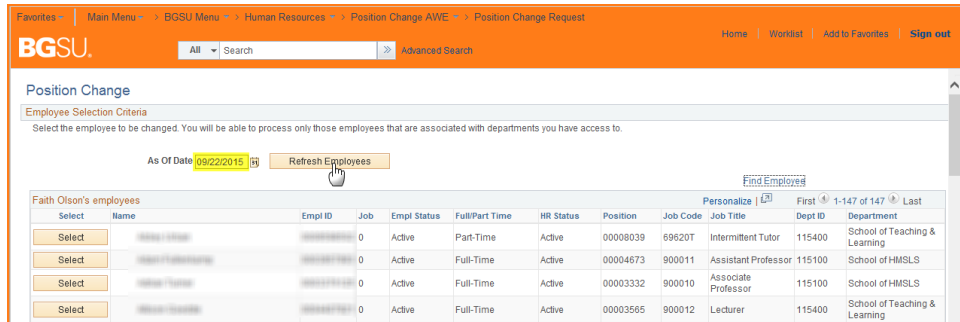 Favorites Main Menu > BGSU Menu > Human Resources > Position Change AWE > Position Change Request
Home Worklist Add to Favorites Sign out
BGSU®
All Search » Advanced Search
Position Change
Employee Selection Criteria
Select the employee to be changed. You will be able to process only those employees that are associated with departments you have access to.
As Of Date 09/22/2015 31 Refresh Employees
Find Employee
Faith Olson's employees Personalize | First 1-147 of 147 Last
Select Name Empl ID Job Empl Status Full/Part Time HR Status Position Job Code Job Title Dept ID Department
Select 0 Active Part-Time Active 00008039 69620T Intermittent Tutor 115400 School of Teaching &
Learning
Select 0 Active Full-Time Active 00004673 900011 Assistant Professor 115100 School of HMSLS
Select 0 Active Full-Time Active 00003332 900010 Associate
Professor 115100 School of HMSLS
Select 0 Active Full-Time Active 00003565 900012 Lecturer 115400 School of Teaching &
Learning